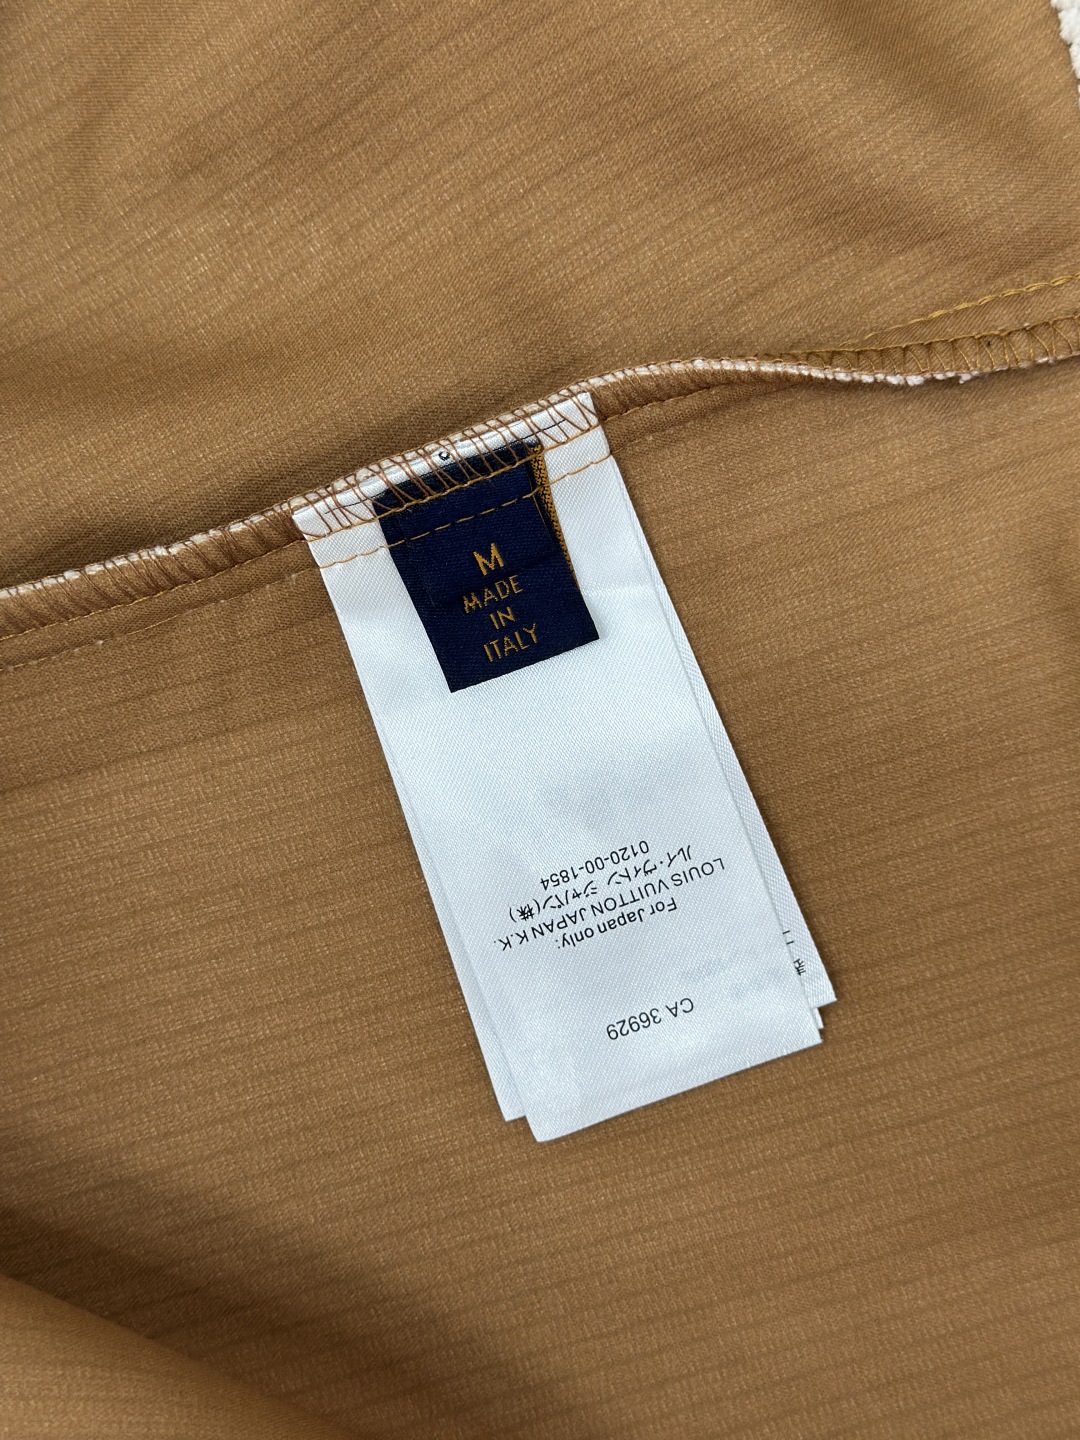 M
MADE
IN
ITALY
CA 36929
For Japan only:
LOUIS VUITTON JAPAN K.K.
ルイ・ヴィトン ジャパン(株)
0120-00-1854